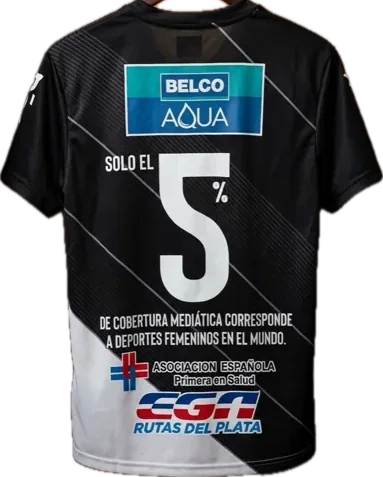 BELCO
AQUA
SOLO EL
5%
DE COBERTURA MEDIÁTICA CORRESPONDE
A DEPORTES FEMENINOS EN EL MUNDO.
ASOCIACION ESPAÑOLA
Primera en Salud
EGA
RUTAS DEL PLATA